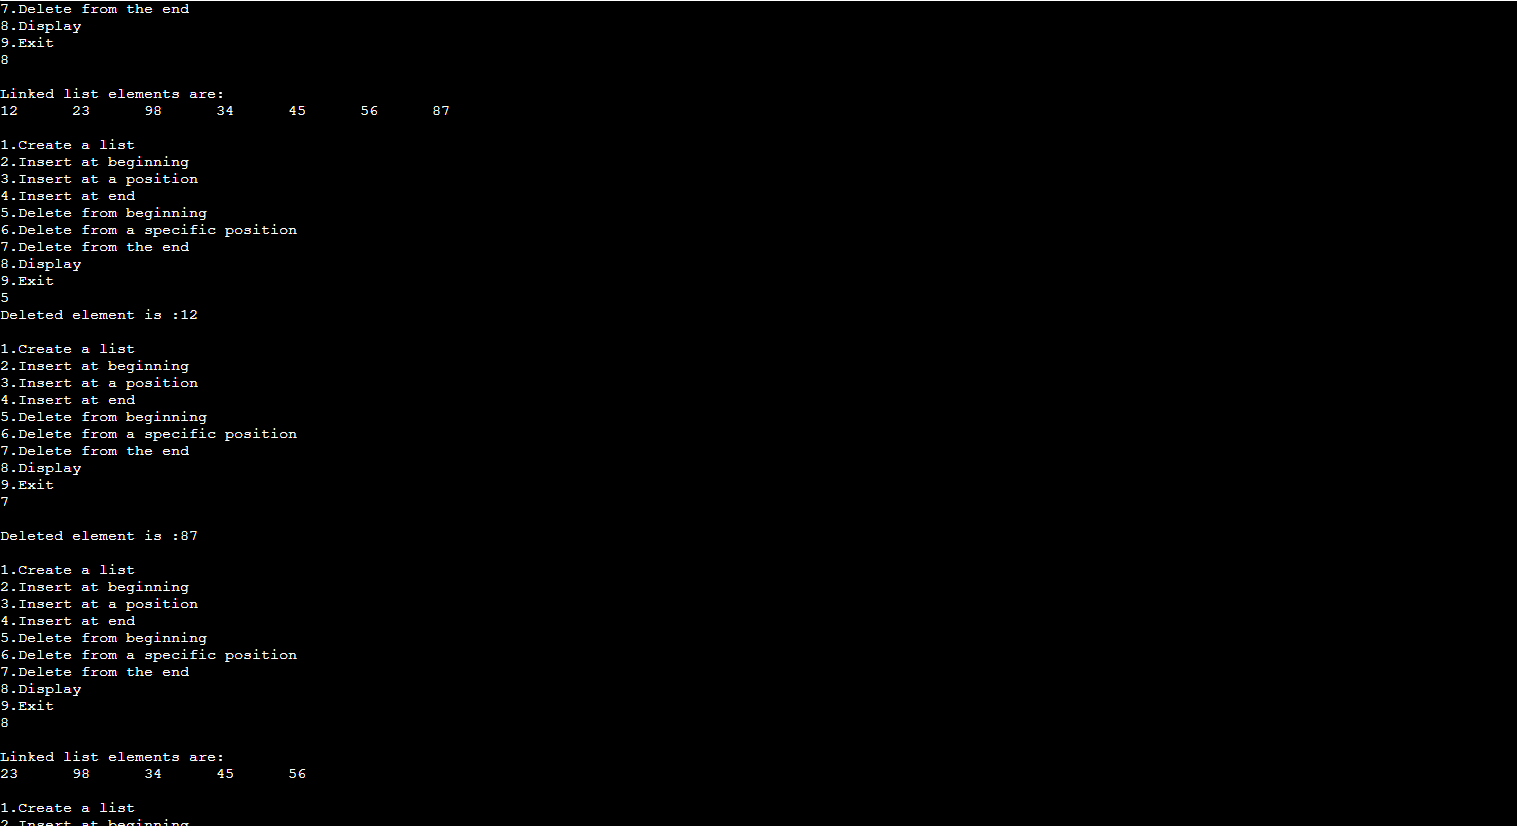 7.Delete from the end
8.Display
9.Exit
8
Linked list elements are:
12 23 98 34 45 56 87
1.Create a list
2.Insert at beginning
3.Insert at a position
4.Insert at end
5.Delete from beginning
6.Delete from a specific position
7.Delete from the end
8.Display
9.Exit
5
Deleted element is :12
1.Create a list
2.Insert at beginning
3.Insert at a position
4.Insert at end
5.Delete from beginning
6.Delete from a specific position
7.Delete from the end
8.Display
9.Exit
7
Deleted element is :87
1.Create a list
2.Insert at beginning
3.Insert at a position
4.Insert at end
5.Delete from beginning
6.Delete from a specific position
7.Delete from the end
8.Display
9.Exit
8
Linked list elements are:
23 98 34 45 56
1.Create a list
2.Insert at beginning